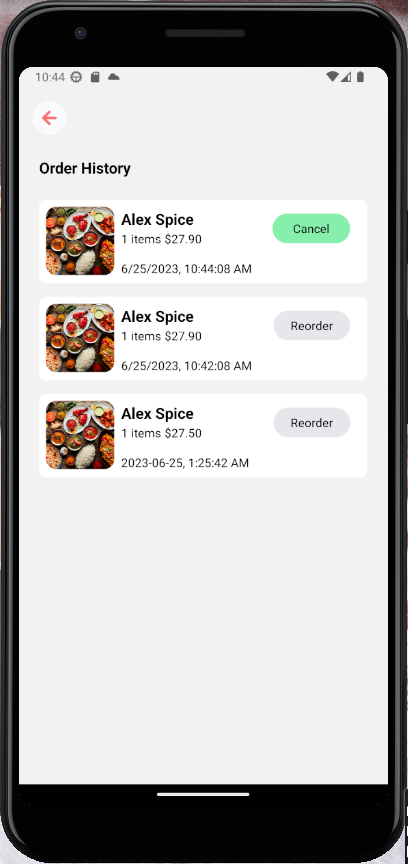 10:44
Order History
Alex Spice
Cancel
1 items $27.90
6/25/2023, 10:44:08 AM
Alex Spice
Reorder
1 items $27.90
6/25/2023, 10:42:08 AM
Alex Spice
Reorder
1 items $27.50
2023-06-25, 1:25:42 AM